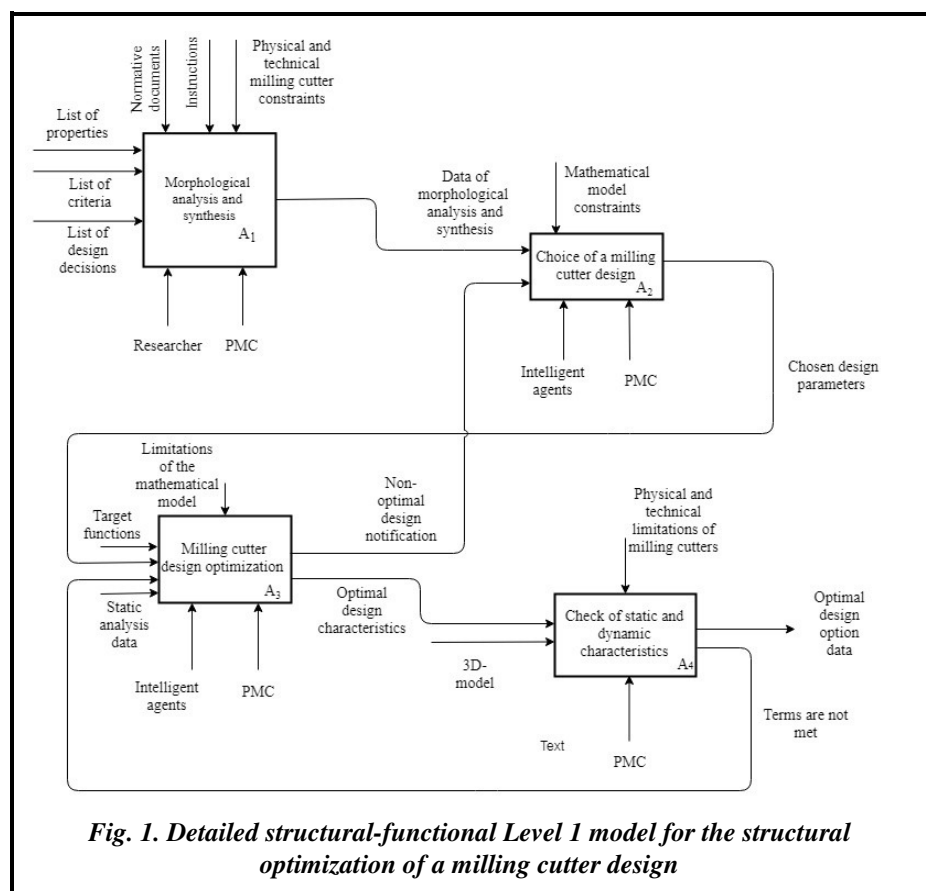 Normative
documents
Instructions
Physical and
technical
milling cutter
constraints
List of
properties
List of
criteria
List of
design
decisions
Morphological
analysis and
synthesis
A1
Researcher
PMC
Data of
morphological
analysis and
synthesis
Mathematical
model
constraints
Choice of a milling
cutter design
A2
Intelligent
agents
PMC
Chosen design
parameters
Limitations
of the
mathematical
model
Target
functions
Static
analysis
data
Milling cutter
design optimization
A3
Intelligent
agents
PMC
Non-
optimal
design
notification
Optimal
design
characteristics
3D-
model
Physical and
technical
limitations of
milling cutters
Check of static and
dynamic
characteristics
A4
Text
PMC
Optimal
design
option
data
Terms are not
met
Fig. 1. Detailed structural-functional Level 1 model for the structural
optimization of a milling cutter design